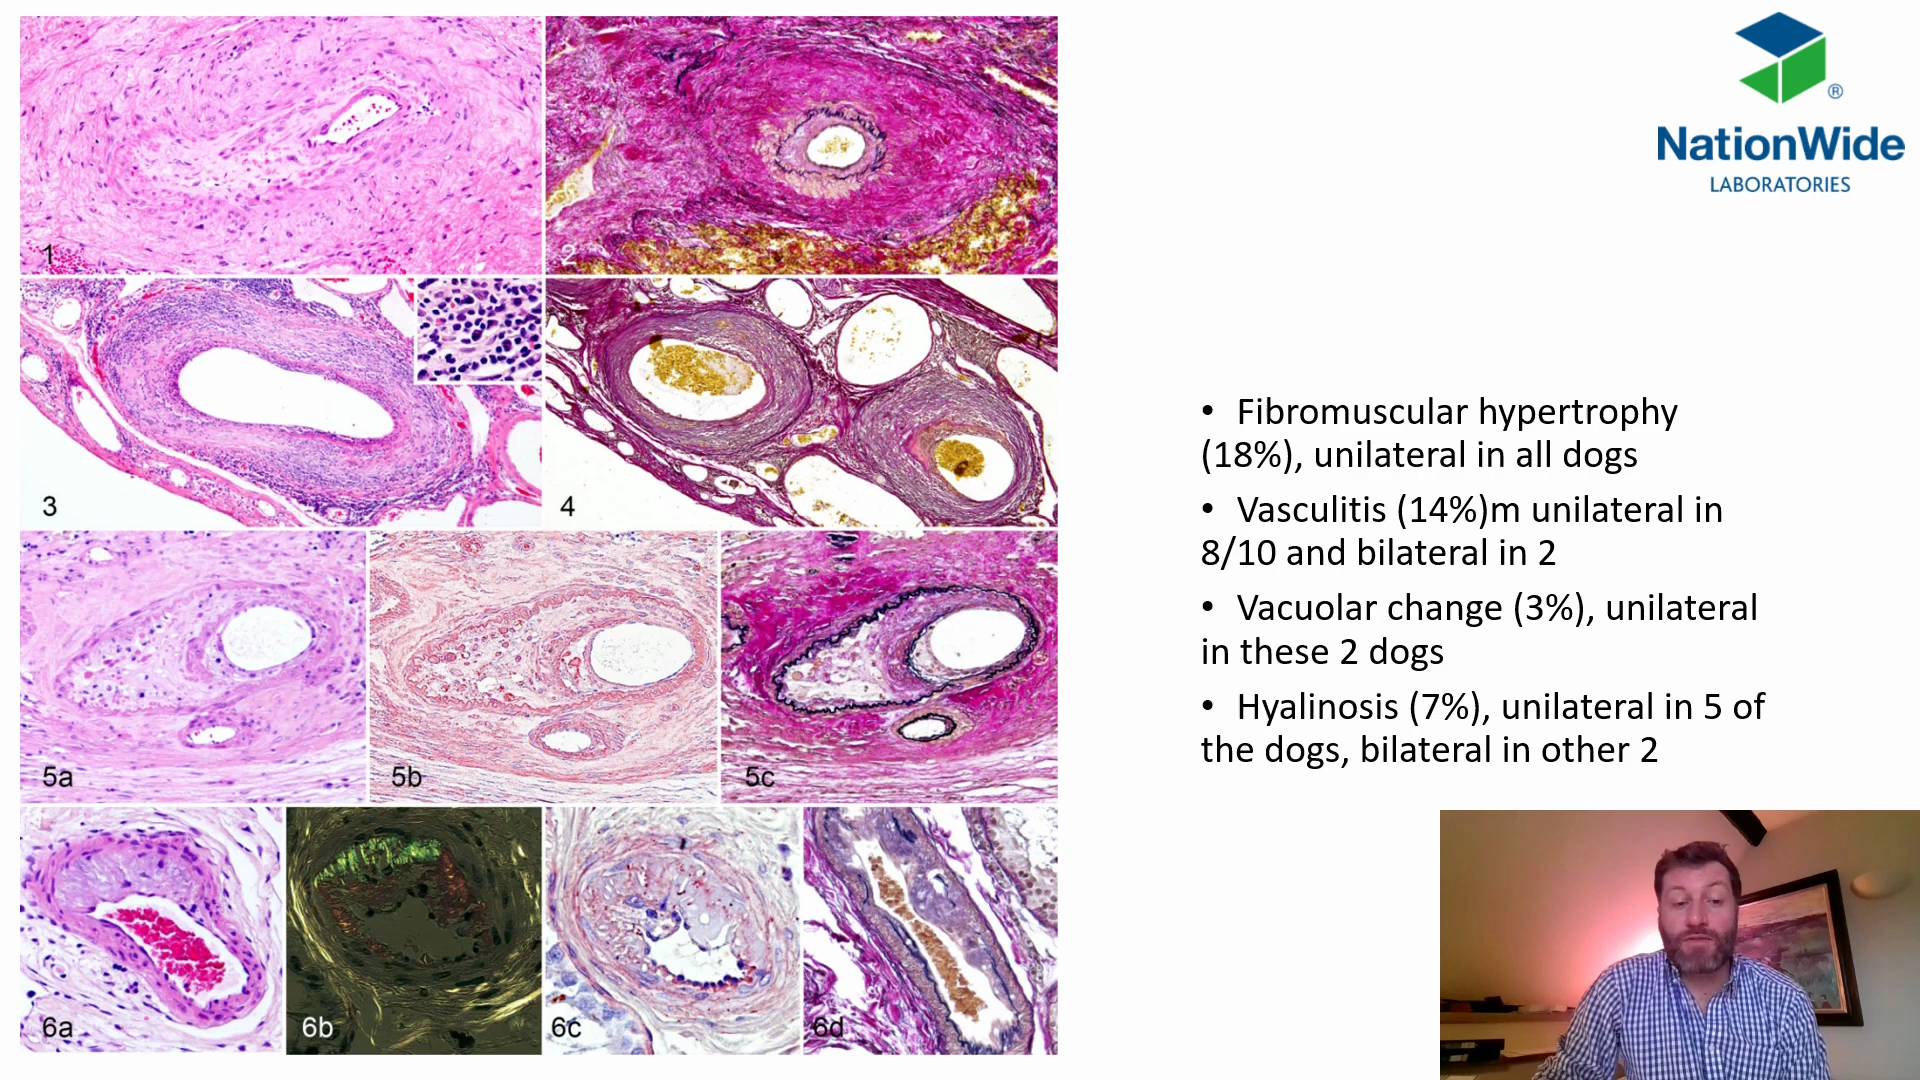 1
2
3
4
5a
5b
5c
6a
6b
6c
6d
®
NationWide
LABORATORIES
• Fibromuscular hypertrophy
(18%), unilateral in all dogs
• Vasculitis (14%)m unilateral in
8/10 and bilateral in 2
• Vacuolar change (3%), unilateral
in these 2 dogs
• Hyalinosis (7%), unilateral in 5 of
the dogs, bilateral in other 2